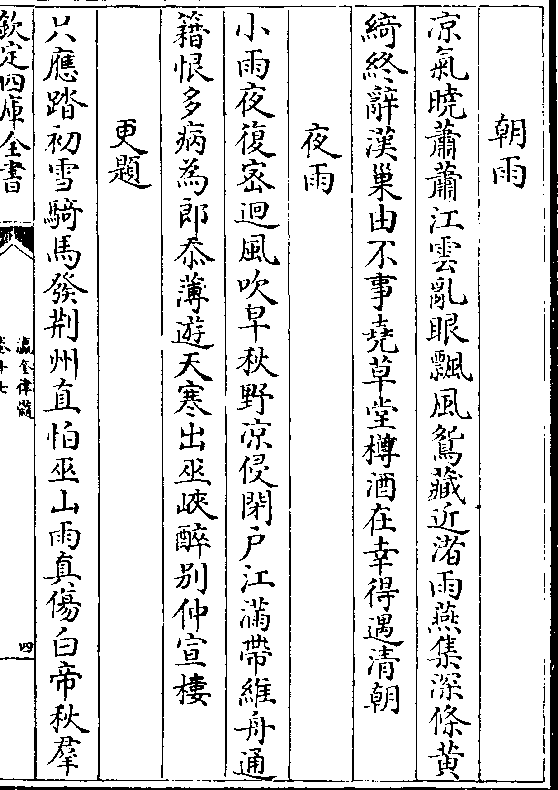 朝雨
凉氣曉蕭蕭江雲亂眼飄風鴛藏近渚雨燕集深條黄
綺終辭漢巢由不事堯草堂樽酒在幸得過清朝
夜雨
小雨夜復密迴風吹早秋野凉侵閉户江滿帶維舟通
籍恨多病為郎忝薄遊天寒出巫峽醉别仲宣樓
更題
只應踏初雪騎馬發荆州直怕巫山雨真傷白帝秋羣
欽定四庫全書
瀛奎律髓
卷十七
四